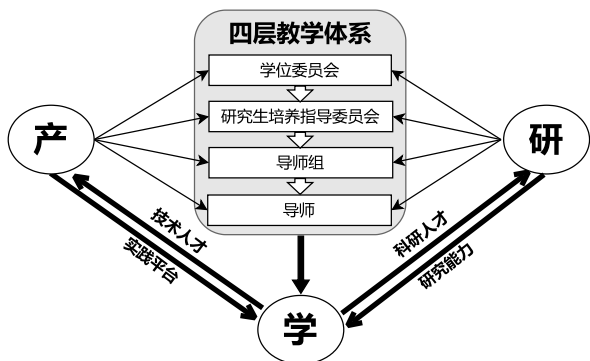 四层教学体系
学位委员会
研究生培养指导委员会
导师组
导师
产
研
技术人才
实践平台
科研人才
研究能力
学